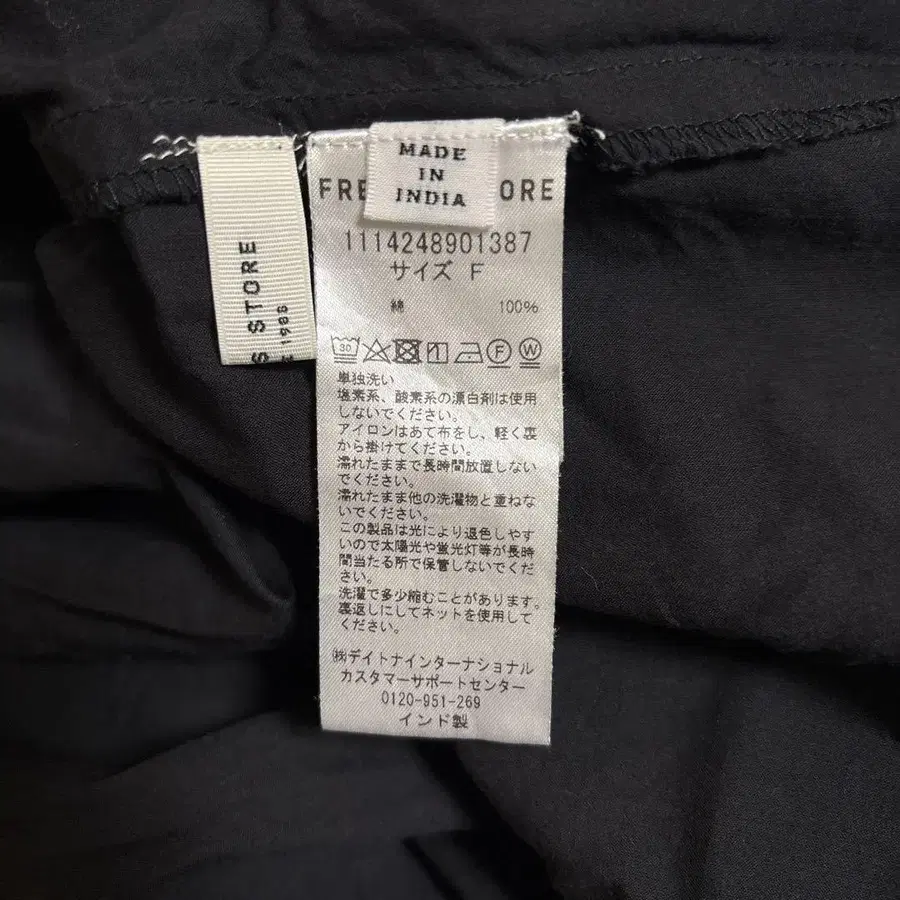 MADE
IN
INDIA
FRE ORE
1114248901387
サイズ F
綿 100%
30
F W
単独洗い
塩素系、酸素系の漂白剤は使用
しないでください。
アイロンはあて布をし、軽く裏
から掛けてください。
濡れたままで長時間放置しない
でください。
濡れたまま他の洗濯物と重ねな
いでください。
この製品は光により退色しやす
いので太陽光や蛍光灯等が長時
間当たる所で保管しないでくだ
さい。
洗濯で多少縮むことがあります。
裏返しにしてネットを使用して
ください。
㈱デイトナインターナショナル
カスタマーサポートセンター
0120-951-269
インド製
S STORE
E 1986